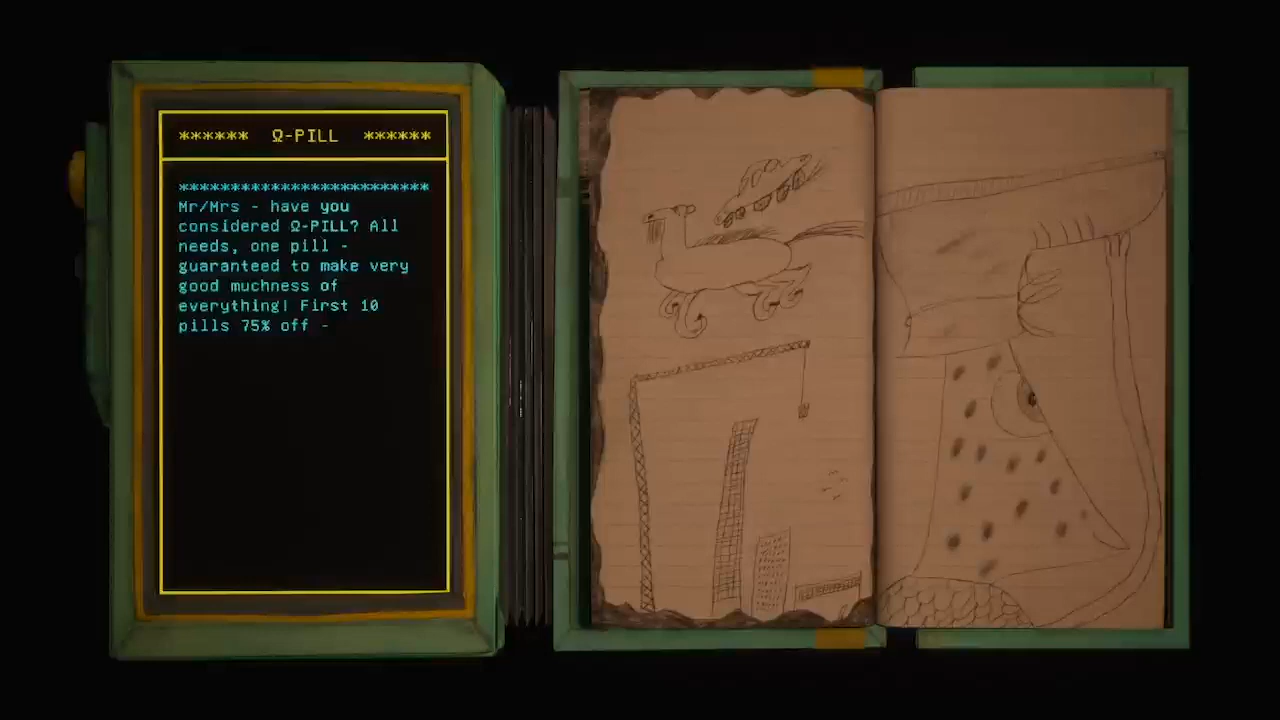 ****** Ω-PILL ******
************************
Mr/Mrs - have you
considered Ω-PILL? All
needs, one pill -
guaranteed to make very
good muchness of
everything! First 10
pills 75% off -